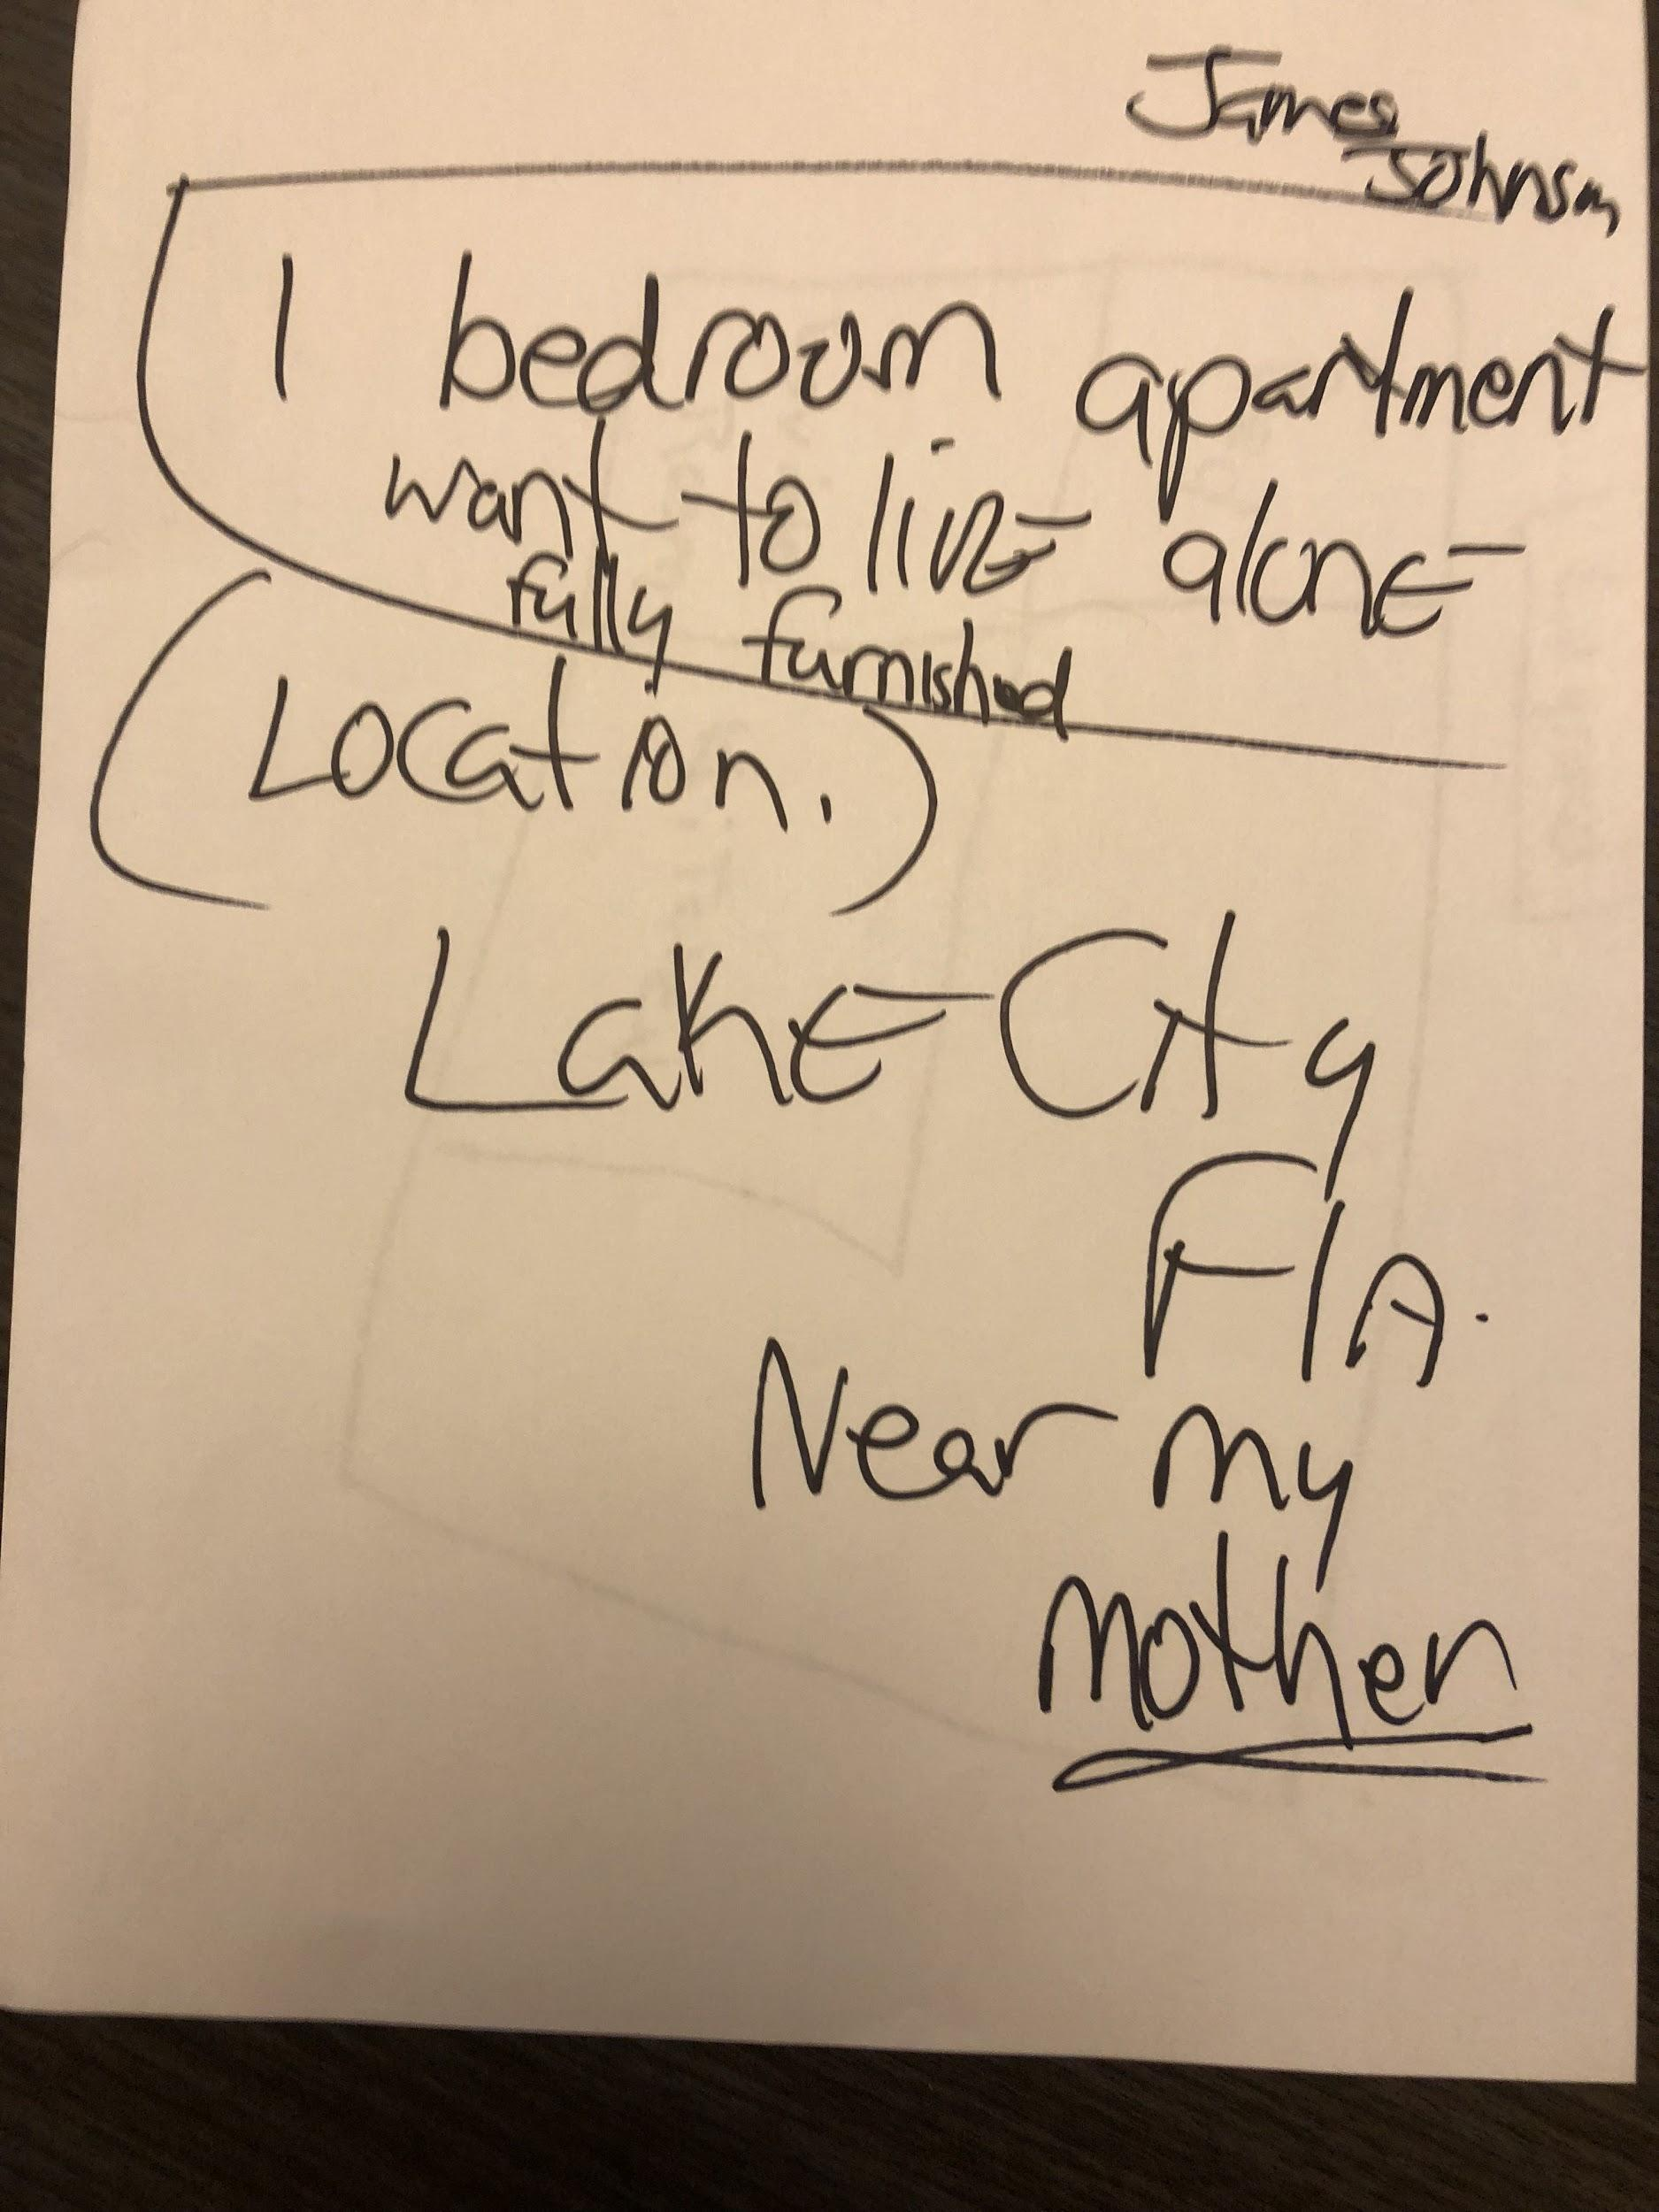 James
Johnson
1 bedroom apartment
want to live alone
fully furnished
(Location.)
Lake City
FlA.
Near my
mother